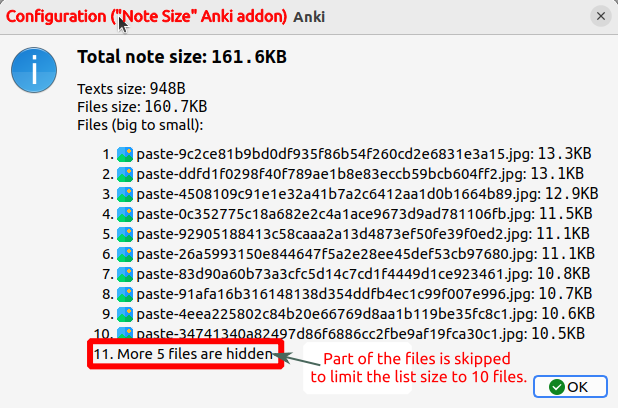 Configuration ("Note Size" Anki addon) Anki
Total note size: 161.6KB
Texts size: 948B
Files size: 160.7KB
Files (big to small):
1. paste-9c2ce81b9bd0df935f86b54f260cd2e6831e3a15.jpg: 13.3KB
2. paste-ddfd1f0298f40f789ae1b8e83eccb59bcb604ff2.jpg: 13.1KB
3. paste-4508109c91e1e32a41b7a2c6412aa1d0b1664b89.jpg: 12.9KB
4. paste-0c352775c18a682e2c4a1ace9673d9ad781106fb.jpg: 11.5KB
5. paste-92905188413c58caaa2a13d4873ef50fe39f0ed2.jpg: 11.1KB
6. paste-26a5993150e844647f5a2e28ee45def53cb97680.jpg: 11.1KB
7. paste-83d90a60b73a3cfc5d14c7cd1f4449d1ce923461.jpg: 10.8KB
8. paste-91afa16b316148138d354ddfb4ec1c99f007e996.jpg: 10.7KB
9. paste-4eea225802c84b20e66769d8aa1b119be35fc8c1.jpg: 10.6KB
10. paste-34741340a82497d86f6886cc2fbe9af19fca30c1.jpg: 10.5KB
11. More 5 files are hidden
Part of the files is skipped
to limit the list size to 10 files.
OK